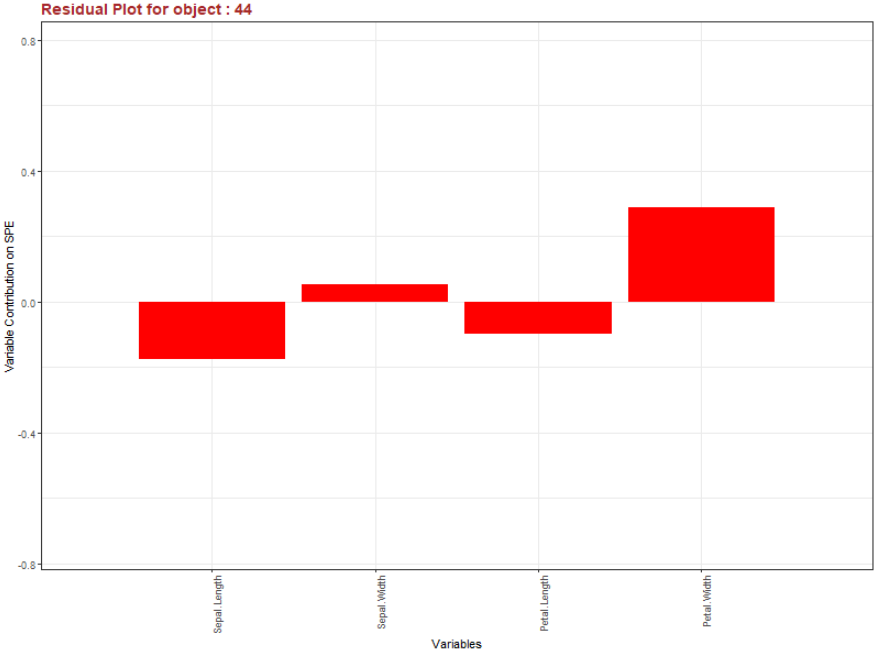 Residual Plot for object : 44
Variable Contribution on SPE
0.8
0.4
0.0
-0.4
-0.8
Sepal.Length
Sepal.Width
Petal.Length
Petal.Width
Variables